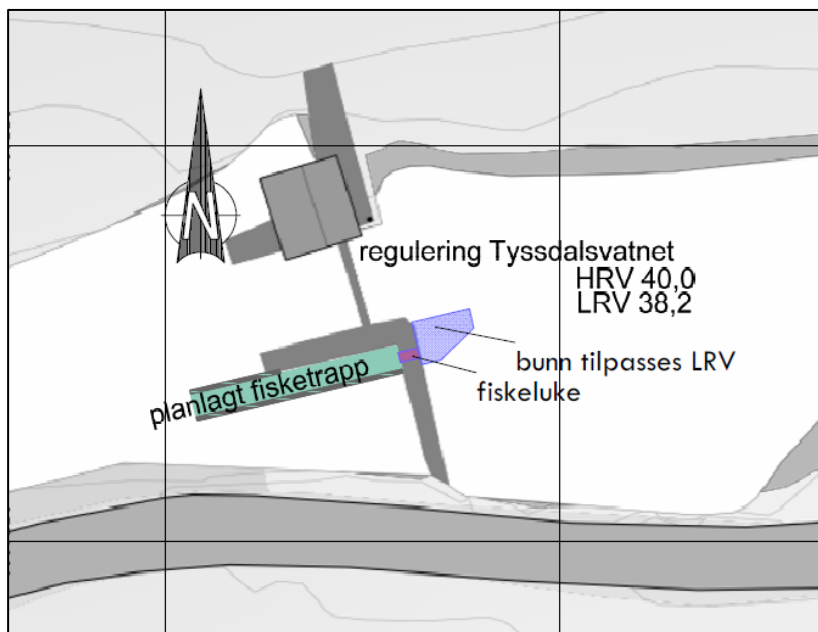 N
regulering Tyssdalsvatnet
HRV 40,0
LRV 38,2
bunn tilpasses LRV
fiskeluke
planlagt fisketrapp